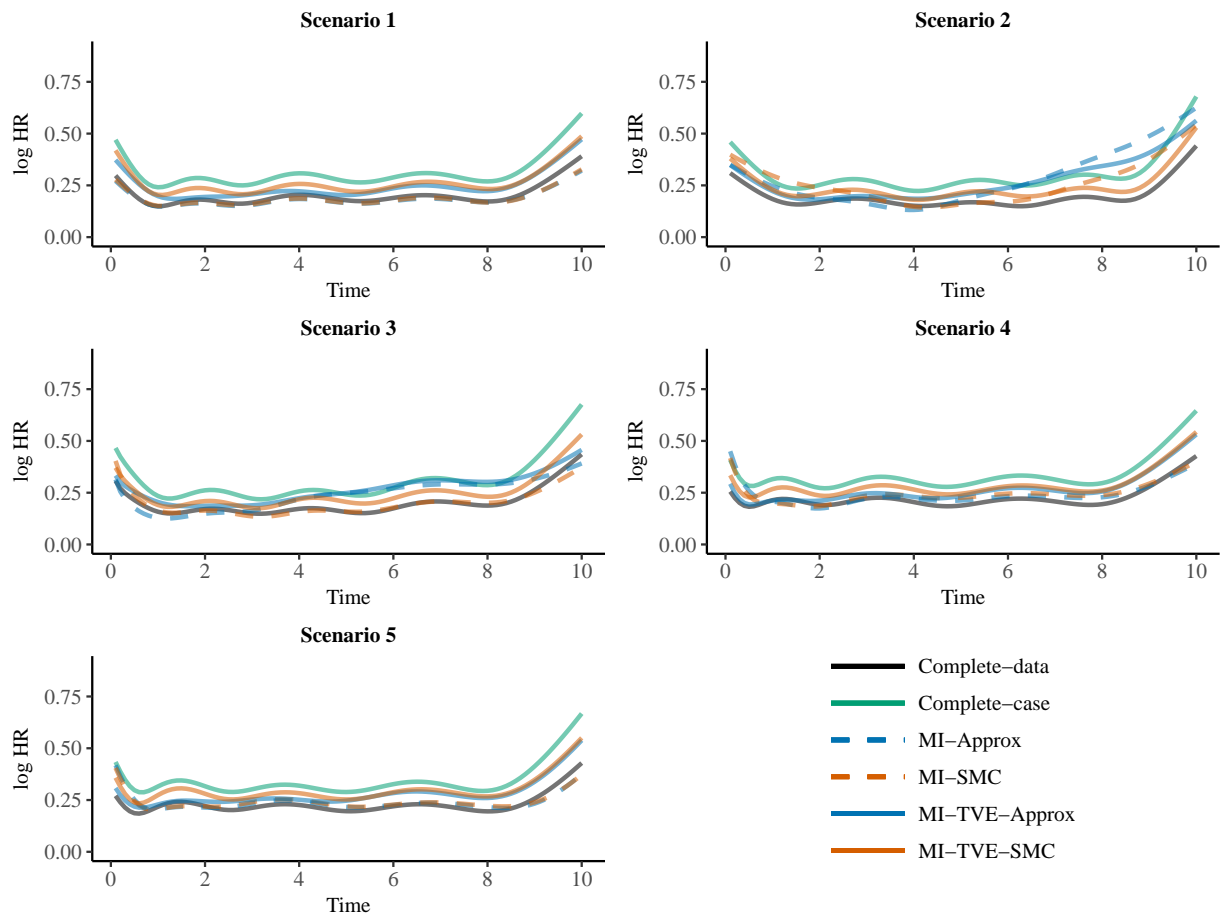 Scenario 1
log HR
0.75
0.50
0.25
0.00
0 2 4 6 8 10
Time
Scenario 2
log HR
0.75
0.50
0.25
0.00
0 2 4 6 8 10
Time
Scenario 3
log HR
0.75
0.50
0.25
0.00
0 2 4 6 8 10
Time
Scenario 4
log HR
0.75
0.50
0.25
0.00
0 2 4 6 8 10
Time
Scenario 5
log HR
0.75
0.50
0.25
0.00
0 2 4 6 8 10
Time
Complete−data
Complete−case
MI−Approx
MI−SMC
MI−TVE−Approx
MI−TVE−SMC